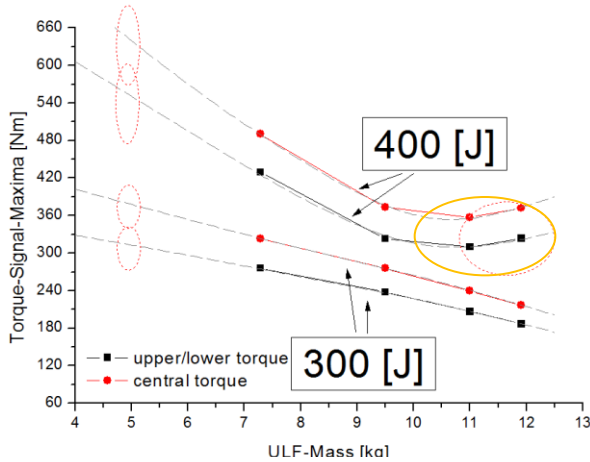 Torque-Signal-Maxima [Nm]
660
600
540
480
420
360
300
240
180
120
60
400 [J]
300 [J]
upper/lower torque
central torque
4 5 6 7 8 9 10 11 12 13
ULF-Mass [kg]